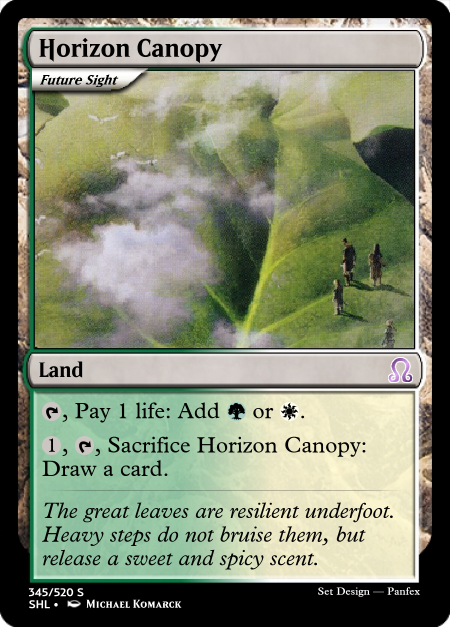 Horizon Canopy
Future Sight
Land
, Pay 1 life: Add or .
1, , Sacrifice Horizon Canopy:
Draw a card.
The great leaves are resilient underfoot.
Heavy steps do not bruise them, but
release a sweet and spicy scent.
345/520 S
Set Design — Panfex
SHL • Michael Komarck